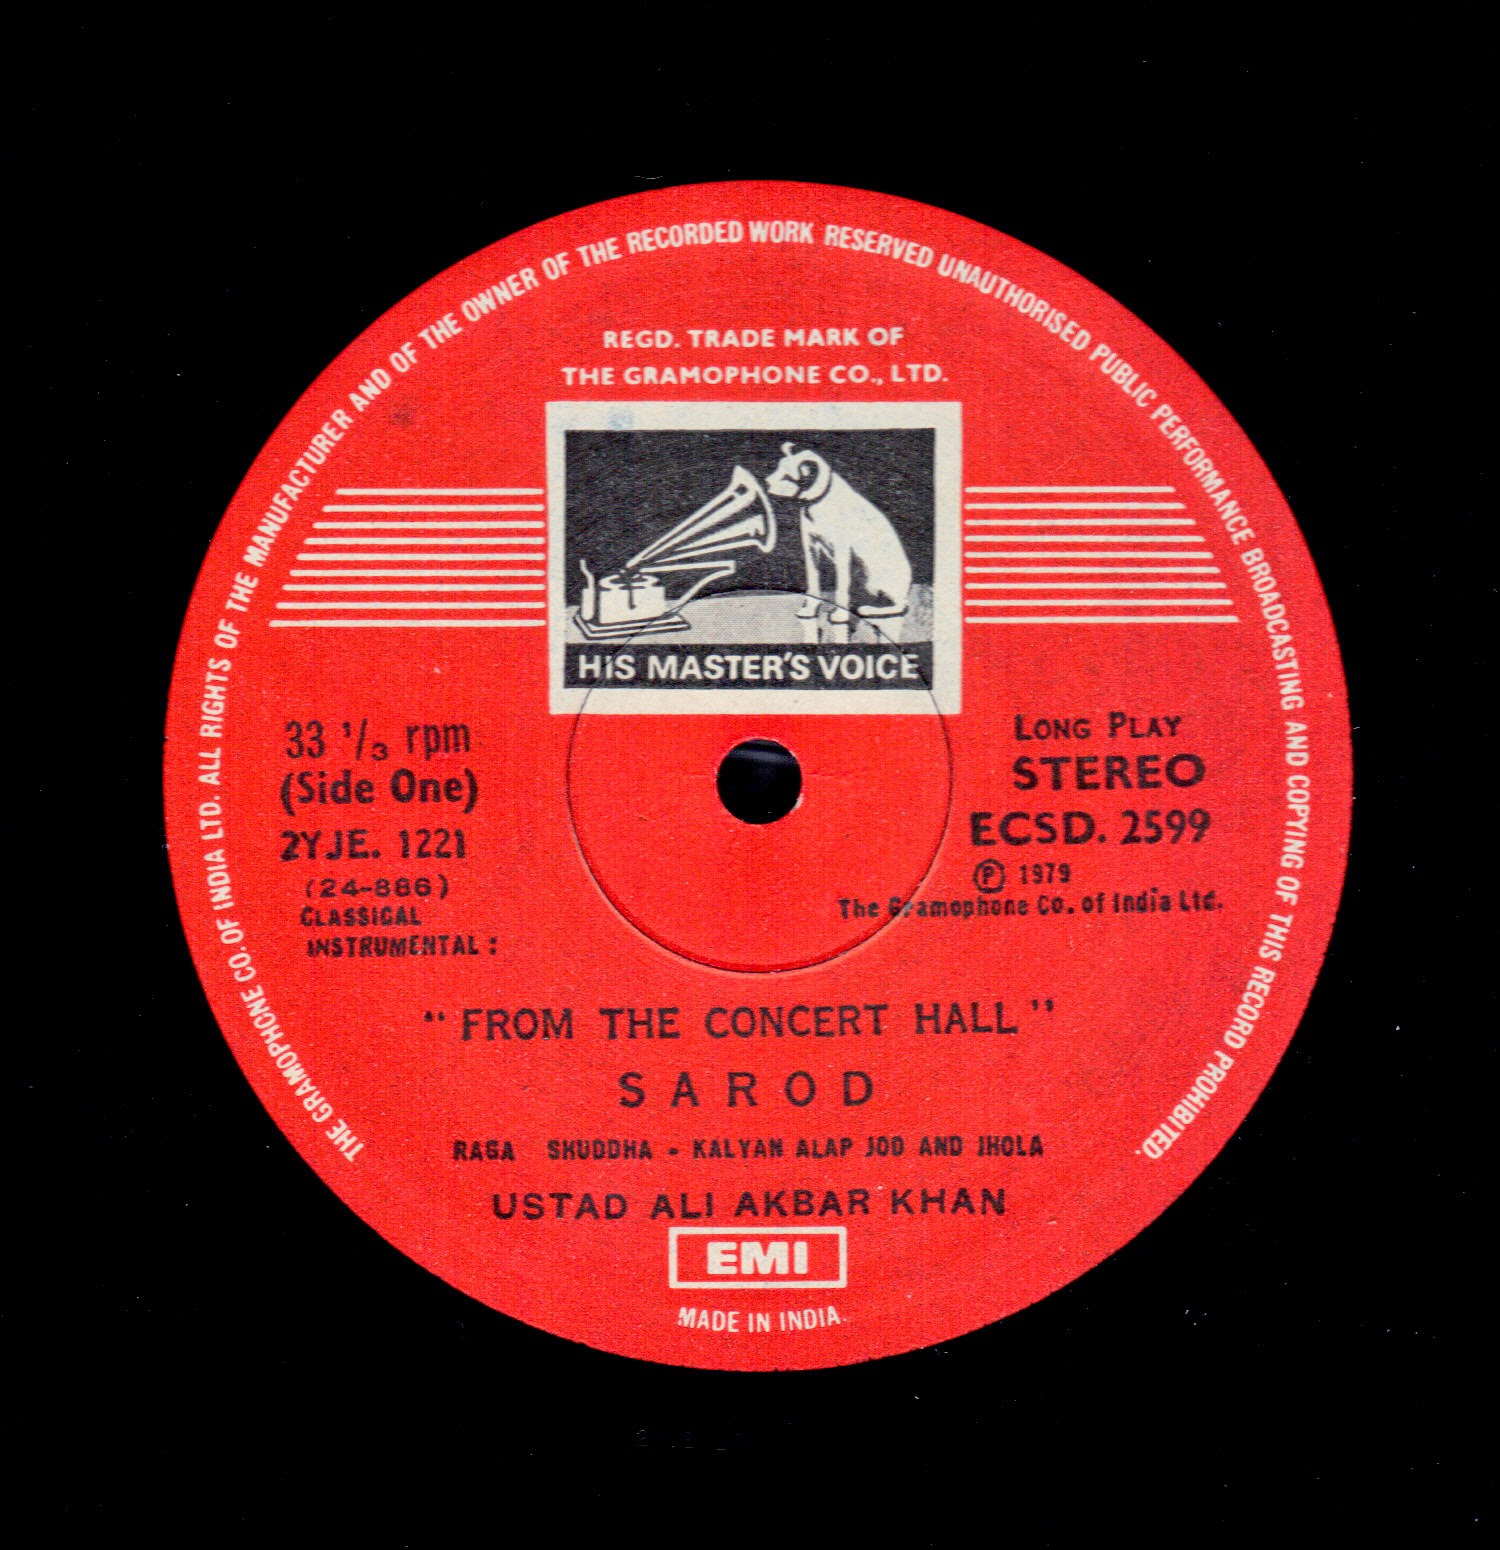 THE GRAMOPHONE CO. OF INDIA LTD. ALL RIGHTS OF THE MANUFACTURER AND OF THE OWNER OF THE RECORDED WORK RESERVED UNAUTHORISED PUBLIC PERFORMANCE BROADCASTING AND COPYING OF THIS RECORD PROHIBITED.
REGD. TRADE MARK OF
THE GRAMOPHONE CO., LTD.
HIS MASTER'S VOICE
33 1/3 rpm
(Side One)
2YJE. 1221
(24-886)
CLASSICAL
INSTRUMENTAL :
LONG PLAY
STEREO
ECSD. 2599
Ⓟ 1979
The Gramophone Co. of India Ltd.
"FROM THE CONCERT HALL"
SAROD
RAGA SHUDDHA - KALYAN ALAP JOD AND JHOLA
USTAD ALI AKBAR KHAN
EMI
MADE IN INDIA.